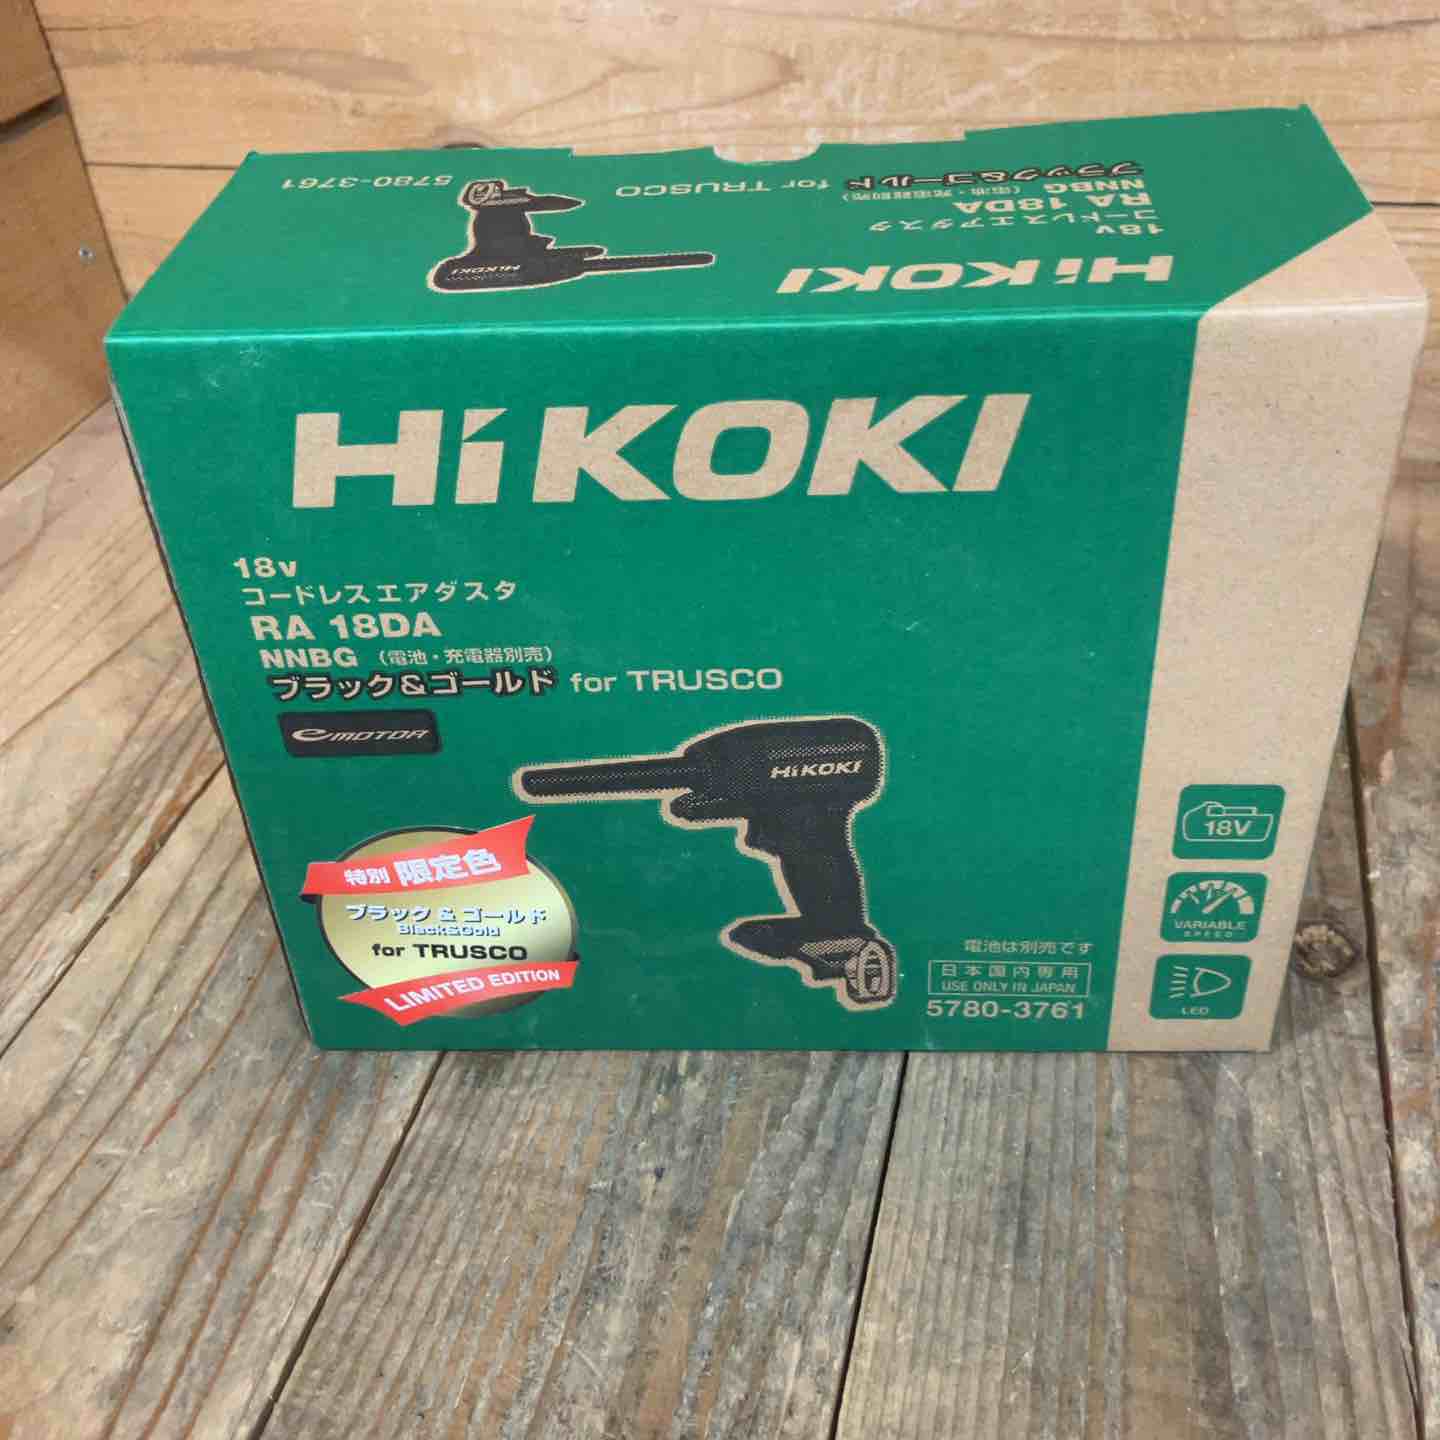 5780-3761
for TRUSCO
ブラック&ゴールド
NNBG (電池・充電器別売)
RA 18DA
コードレスエアダスタ
18v
HiKOKI
HiKOKI
HiKOKI
18v
コードレスエアダスタ
RA 18DA
NNBG (電池・充電器別売)
ブラック&ゴールド for TRUSCO
e MOTOR
HiKOKI
特別 限定色
ブラック & ゴールド
Black&Gold
for TRUSCO
LIMITED EDITION
18V
VARIABLE
SPEED
LED
電池は別売です
日本国内専用
USE ONLY IN JAPAN
5780-3761